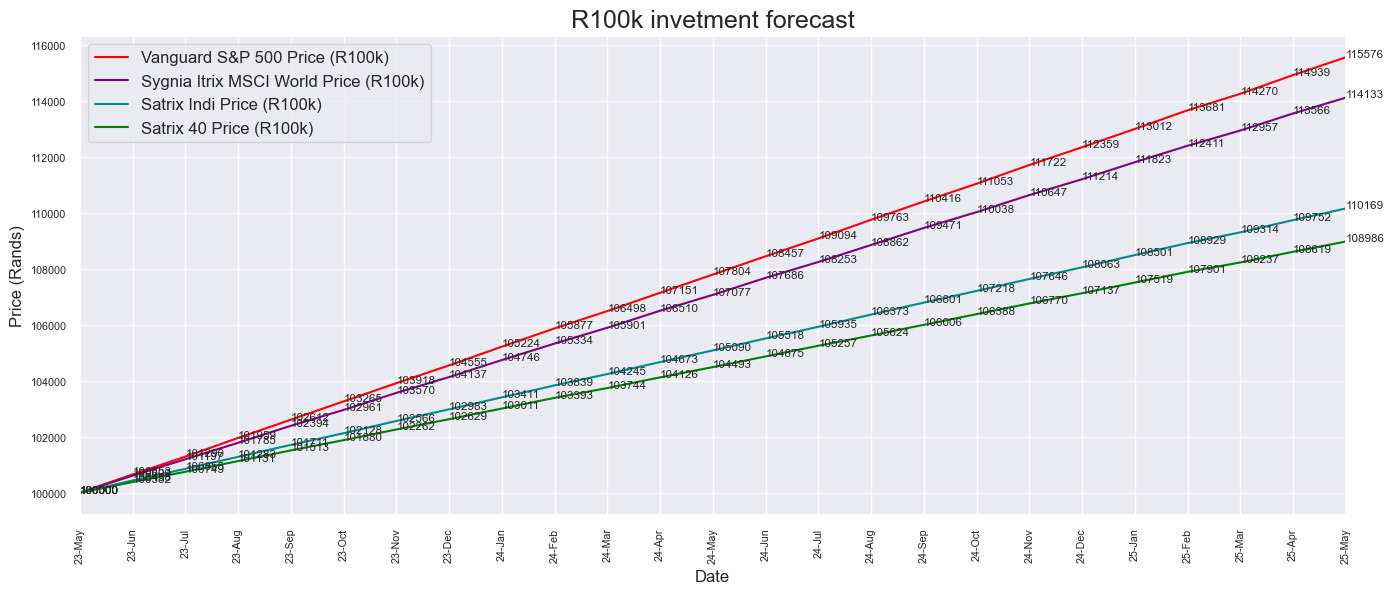 R100k invetment forecast
Vanguard S&P 500 Price (R100k)
Sygnia Itrix MSCI World Price (R100k)
Satrix Indi Price (R100k)
Satrix 40 Price (R100k)
Price (Rands)
116000
114000
112000
110000
108000
106000
104000
102000
100000
103265
103918
104555
105224
105877
106498
107151
107804
108457
109094
109763
110416
111053
111722
112359
113012
113681
114270
114939
115576
102394
102961
103570
104137
104746
105334
105901
106510
107077
107686
108253
108862
109471
110038
110647
111214
111823
112411
112957
113566
114133
101283
101711
102128
102566
102983
103411
103839
104245
104673
105090
105518
105935
106373
106801
107218
107646
108063
108501
108929
109314
109752
110169
100749
101131
101513
101880
102262
102629
103011
103393
103744
104126
104493
104875
105257
105624
106006
106388
106770
107137
107519
107901
108237
108619
108986
23-May
23-Jun
23-Jul
23-Aug
23-Sep
23-Oct
23-Nov
23-Dec
24-Jan
24-Feb
24-Mar
24-Apr
24-May
24-Jun
24-Jul
24-Aug
24-Sep
24-Oct
24-Nov
24-Dec
25-Jan
25-Feb
25-Mar
25-Apr
25-May
Date